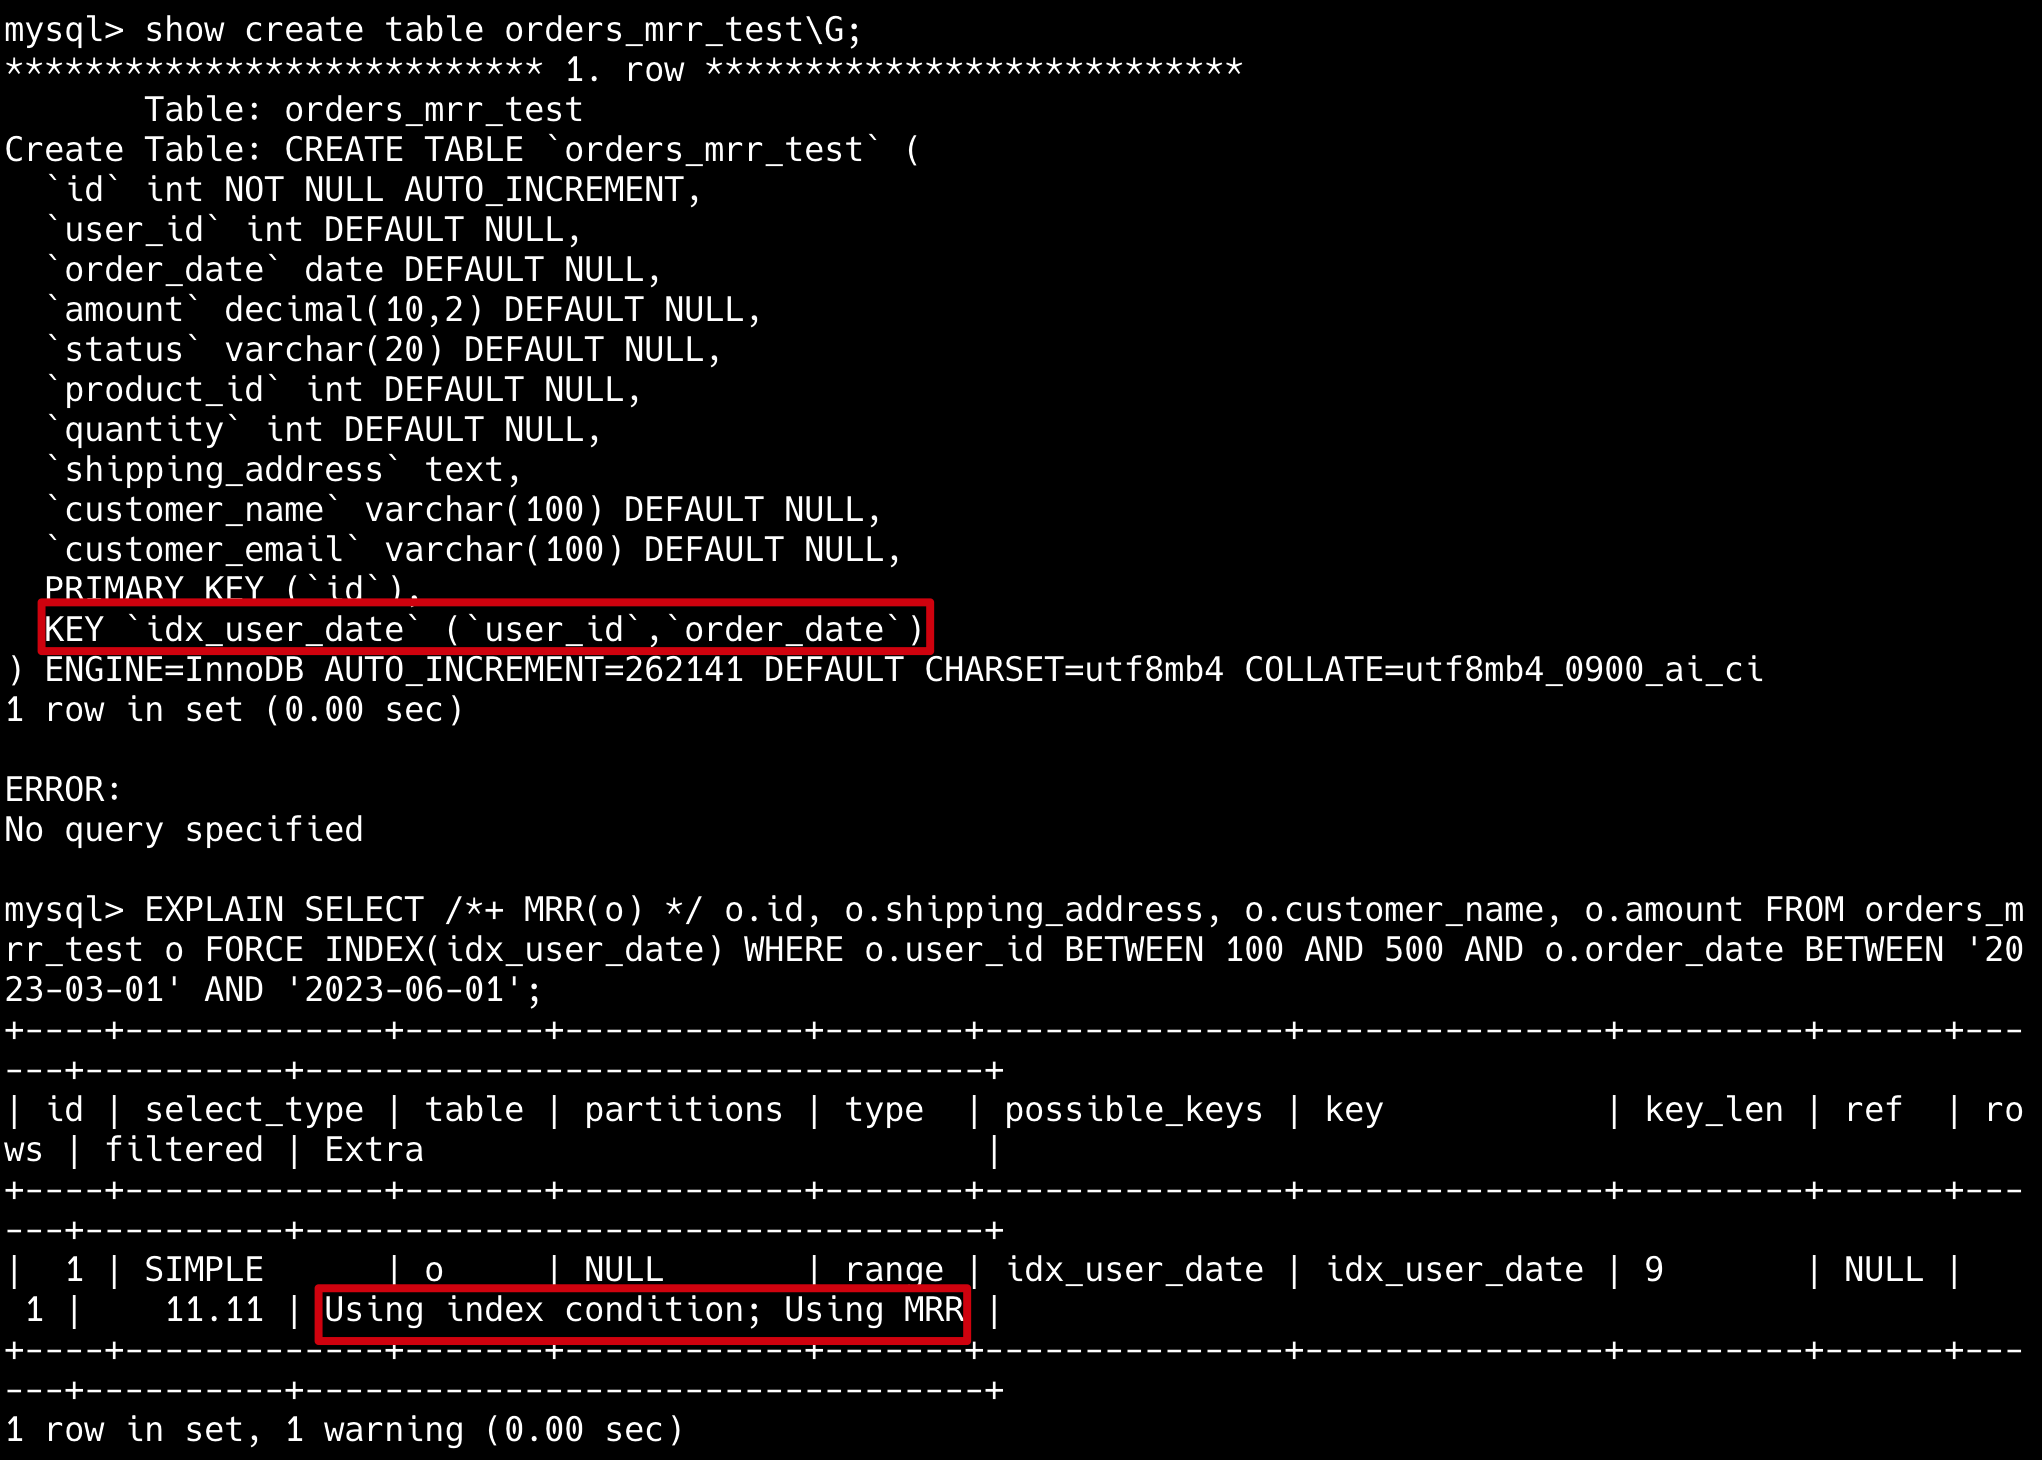 mysql> show create table orders_mrr_test\G;
*************************** 1. row ***************************
       Table: orders_mrr_test
Create Table: CREATE TABLE `orders_mrr_test` (
  `id` int NOT NULL AUTO_INCREMENT,
  `user_id` int DEFAULT NULL,
  `order_date` date DEFAULT NULL,
  `amount` decimal(10,2) DEFAULT NULL,
  `status` varchar(20) DEFAULT NULL,
  `product_id` int DEFAULT NULL,
  `quantity` int DEFAULT NULL,
  `shipping_address` text,
  `customer_name` varchar(100) DEFAULT NULL,
  `customer_email` varchar(100) DEFAULT NULL,
  PRIMARY KEY (`id`),
  KEY `idx_user_date` (`user_id`,`order_date`)
) ENGINE=InnoDB AUTO_INCREMENT=262141 DEFAULT CHARSET=utf8mb4 COLLATE=utf8mb4_0900_ai_ci
1 row in set (0.00 sec)

ERROR:
No query specified

mysql> EXPLAIN SELECT /*+ MRR(o) */ o.id, o.shipping_address, o.customer_name, o.amount FROM orders_m
rr_test o FORCE INDEX(idx_user_date) WHERE o.user_id BETWEEN 100 AND 500 AND o.order_date BETWEEN '20
23-03-01' AND '2023-06-01';
+----+-------------+-------+------------+-------+---------------+---------------+---------+------+---
---+----------+----------------------------------+
| id | select_type | table | partitions | type  | possible_keys | key           | key_len | ref  | ro
ws | filtered | Extra                            |
+----+-------------+-------+------------+-------+---------------+---------------+---------+------+---
---+----------+----------------------------------+
|  1 | SIMPLE      | o     | NULL       | range | idx_user_date | idx_user_date | 9       | NULL |
 1 |    11.11 | Using index condition; Using MRR |
+----+-------------+-------+------------+-------+---------------+---------------+---------+------+---
---+----------+----------------------------------+
1 row in set, 1 warning (0.00 sec)